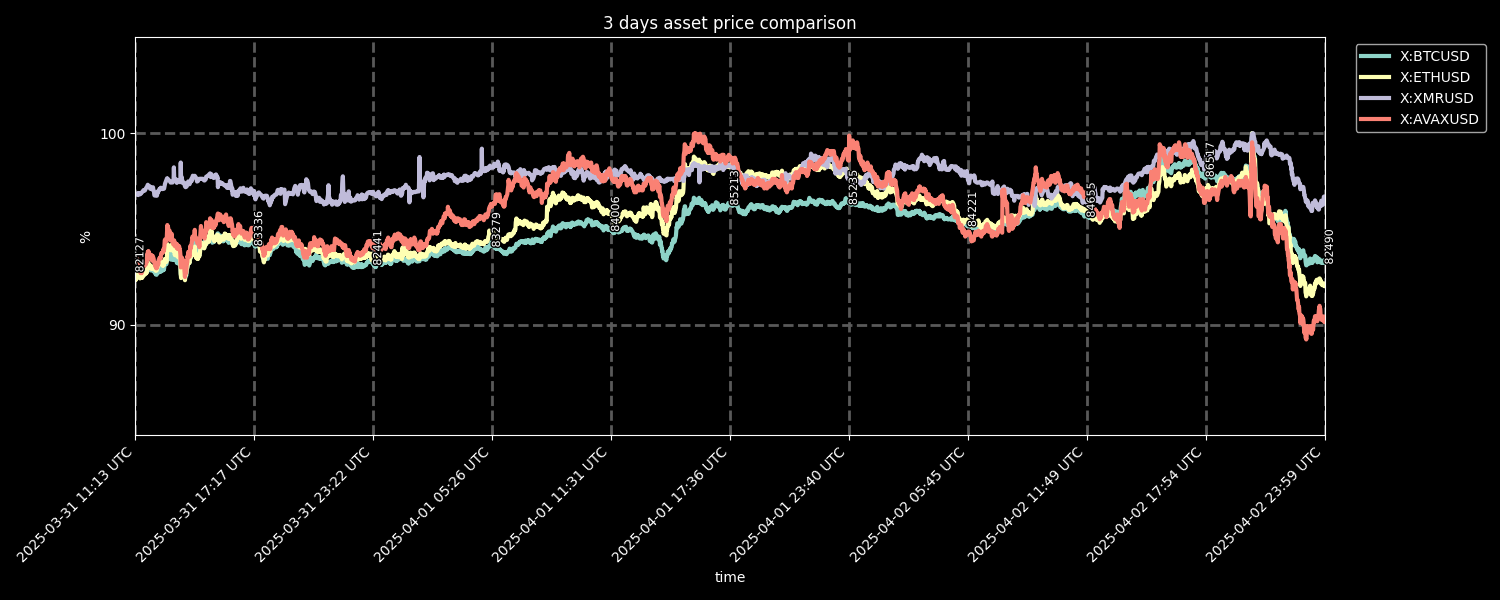 3 days asset price comparison
X:BTCUSD
X:ETHUSD
X:XMRUSD
X:AVAXUSD
100
90
%
82127
83336
82441
83279
84006
85213
85235
84221
84655
86517
82490
2025-03-31 11:13 UTC
2025-03-31 17:17 UTC
2025-03-31 23:22 UTC
2025-04-01 05:26 UTC
2025-04-01 11:31 UTC
2025-04-01 17:36 UTC
2025-04-01 23:40 UTC
2025-04-02 05:45 UTC
2025-04-02 11:49 UTC
2025-04-02 17:54 UTC
2025-04-02 23:59 UTC
time